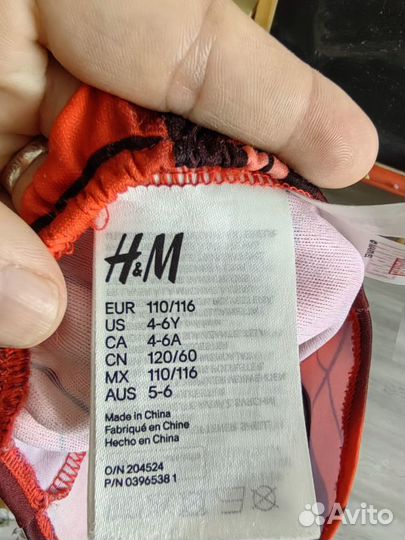 H&M
EUR 110/116
US 4-6Y
CA 4-6A
CN 120/60
MX 110/116
AUS 5-6
Made in China
Fabriqué en Chine
Hecho en China
O/N 204524
P/N 0396538 1
Avito